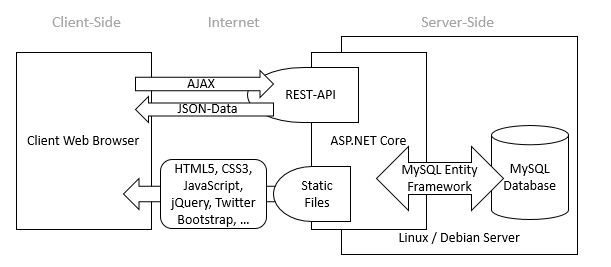 Client-Side
Internet
Server-Side
AJAX
REST-API
JSON-Data
Client Web Browser
ASP.NET Core
HTML5, CSS3,
JavaScript,
jQuery, Twitter
Bootstrap, ...
Static
Files
MySQL Entity
Framework
MySQL
Database
Linux / Debian Server